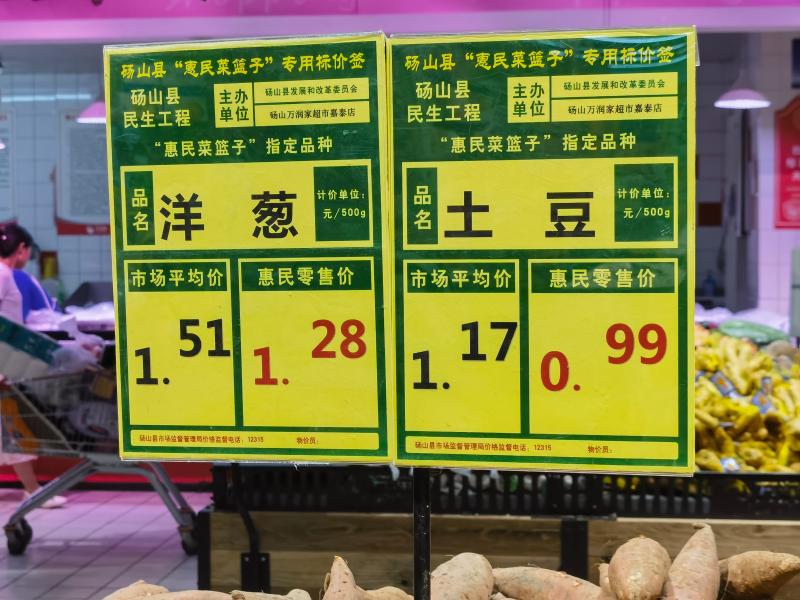 砀山县“惠民菜篮子”专用标价签
砀山县
民生工程
主办
单位
砀山县发展和改革委员会
砀山万润家超市嘉泰店
“惠民菜篮子”指定品种
品名
洋 葱
计价单位：
元/500g
市场平均价
惠民零售价
1.51
1.28
砀山县市场监督管理局价格监督电话：12315 物价员：
砀山县“惠民菜篮子”专用标价签
砀山县
民生工程
主办
单位
砀山县发展和改革委员会
砀山万润家超市嘉泰店
“惠民菜篮子”指定品种
品名
土 豆
计价单位：
元/500g
市场平均价
惠民零售价
1.17
0.99
砀山县市场监督管理局价格监督电话：12315 物价员：